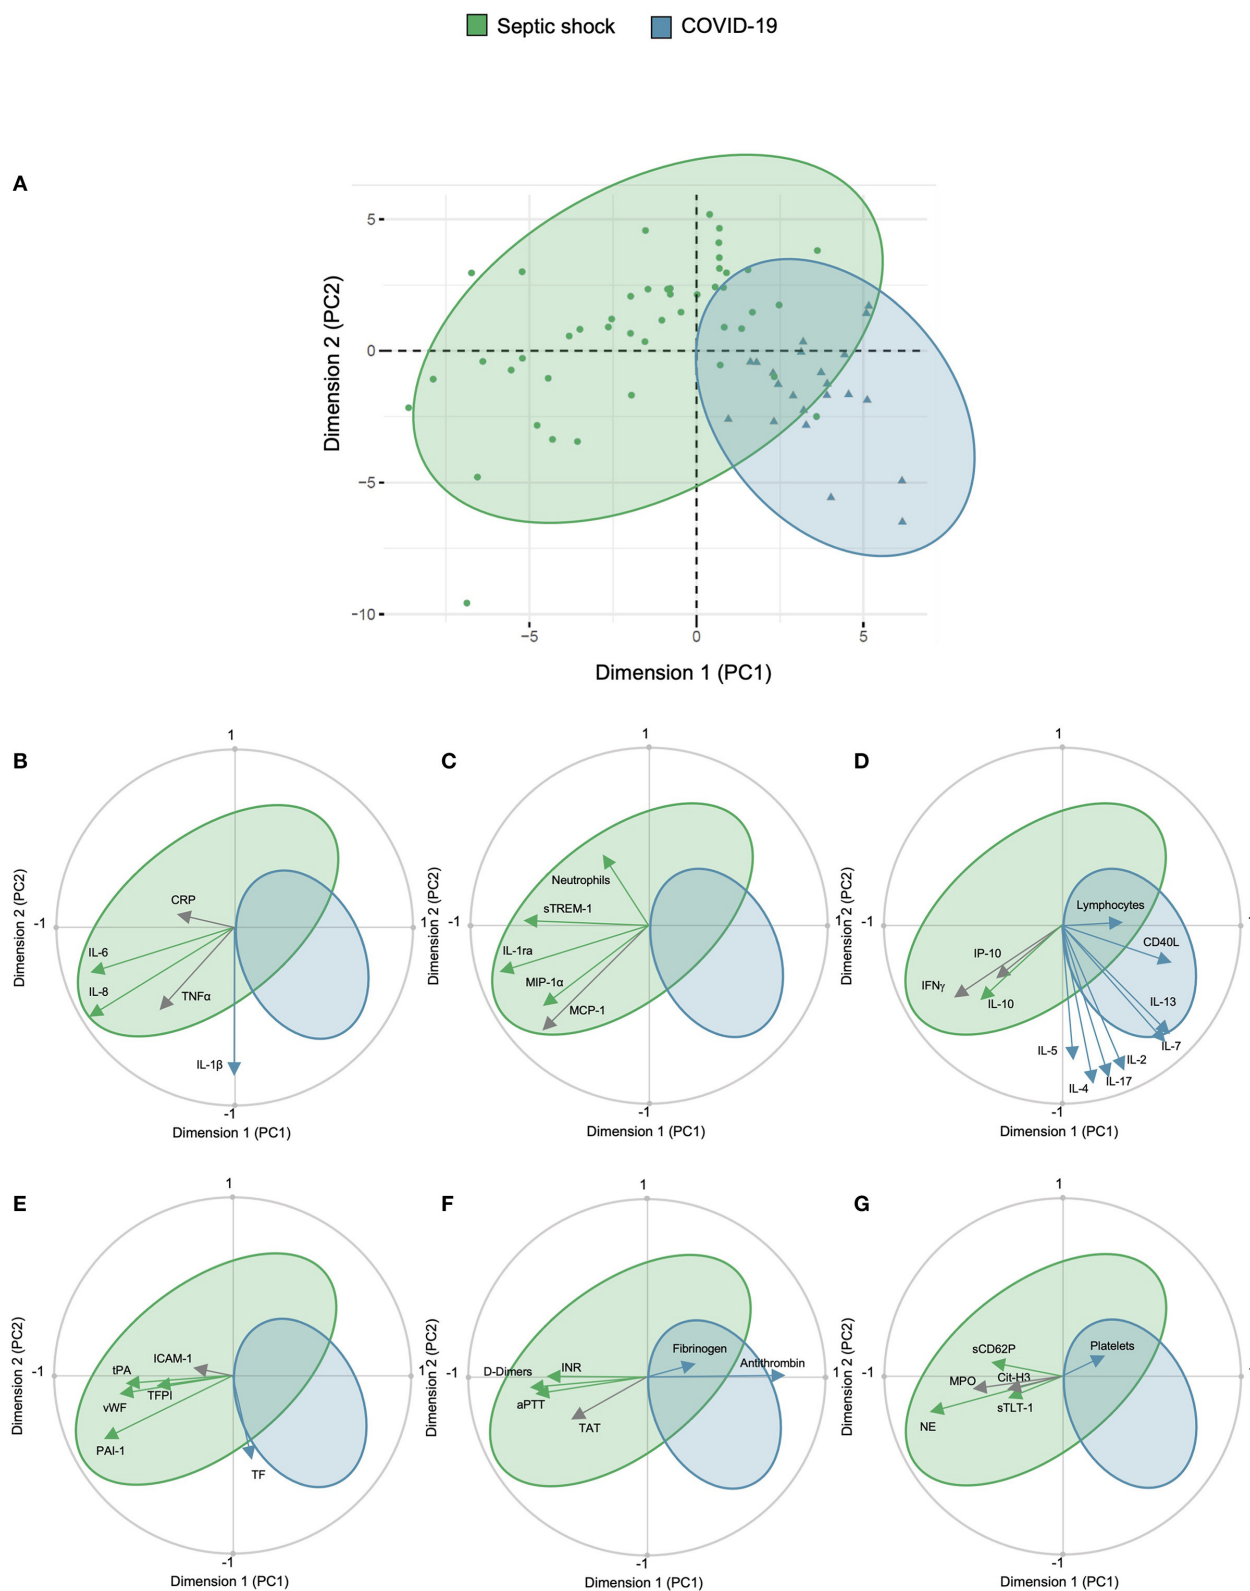 Septic shock COVID-19
A
5
0
−5
−10
−5 0 5
Dimension 2 (PC2)
Dimension 1 (PC1)
B
1
-1
1
-1
CRP
IL-6
IL-8
TNFα
IL-1β
Dimension 2 (PC2)
Dimension 1 (PC1)
C
1
-1
1
-1
Neutrophils
sTREM-1
IL-1ra
MIP-1α
MCP-1
Dimension 2 (PC2)
Dimension 1 (PC1)
D
1
-1
-1
Lymphocytes
CD40L
IP-10
IFNγ
IL-10
IL-13
IL-7
IL-5
IL-2
IL-17
IL-4
Dimension 2 (PC2)
Dimension 1 (PC1)
E
1
-1
1
-1
ICAM-1
tPA
TFPI
vWF
PAI-1
TF
Dimension 2 (PC2)
Dimension 1 (PC1)
F
1
-1
1
-1
Fibrinogen
Antithrombin
INR
D-Dimers
aPTT
TAT
Dimension 2 (PC2)
Dimension 1 (PC1)
G
1
-1
-1
Platelets
sCD62P
Cit-H3
MPO
sTLT-1
NE
Dimension 2 (PC2)
Dimension 1 (PC1)